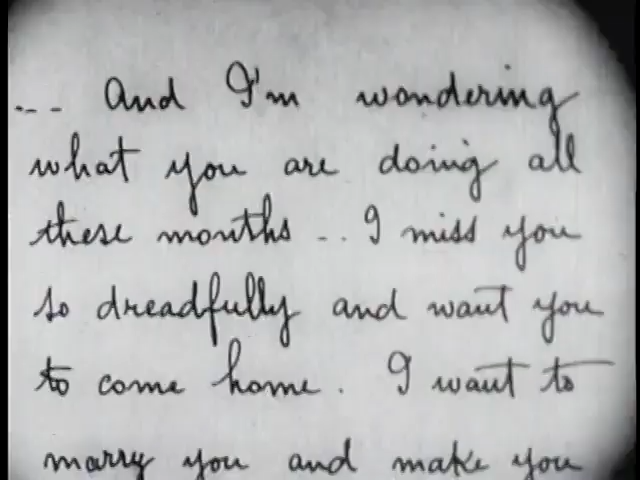 ... And I'm wondering
what you are doing all
these months... I miss you
so dreadfully and want you
to come home. I want to
marry you and make you